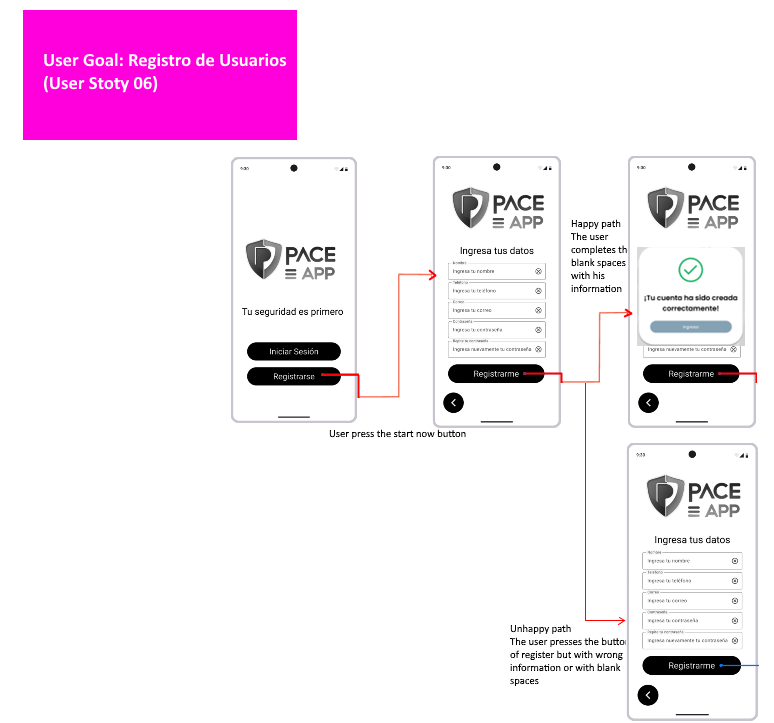 User Goal: Registro de Usuarios
(User Stoty 06)
9:30
PACE
APP
Tu seguridad es primero
Iniciar Sesión
Registrarse
User press the start now button
9:30
PACE
APP
Ingresa tus datos
Nombre
Ingresa tu nombre
Teléfono
Ingresa tu teléfono
Correo
Ingresa tu correo
Contraseña
Ingresa tu contraseña
Repite tu contraseña
Ingresa nuevamente tu contraseña
Registrarme
Happy path
The user
completes th
blank spaces
with his
information
9:30
PACE
APP
¡Tu cuenta ha sido creada
correctamente!
Ingresa nuevamente tu contraseña
Registrarme
Unhappy path
The user presses the butto
of register but with wrong
information or with blank
spaces
9:30
PACE
APP
Ingresa tus datos
Nombre
Ingresa tu nombre
Teléfono
Ingresa tu teléfono
Correo
Ingresa tu correo
Contraseña
Ingresa tu contraseña
Repite tu contraseña
Ingresa nuevamente tu contraseña
Registrarme